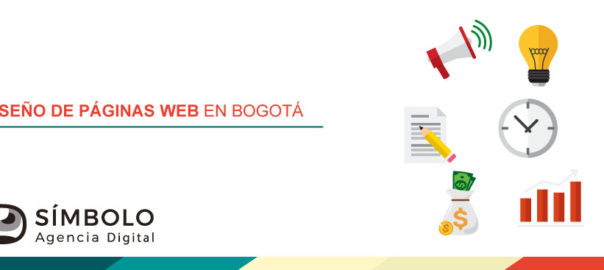 SEÑO DE PÁGINAS WEB EN BOGOTÁ
SÍMBOLO
Agencia Digital